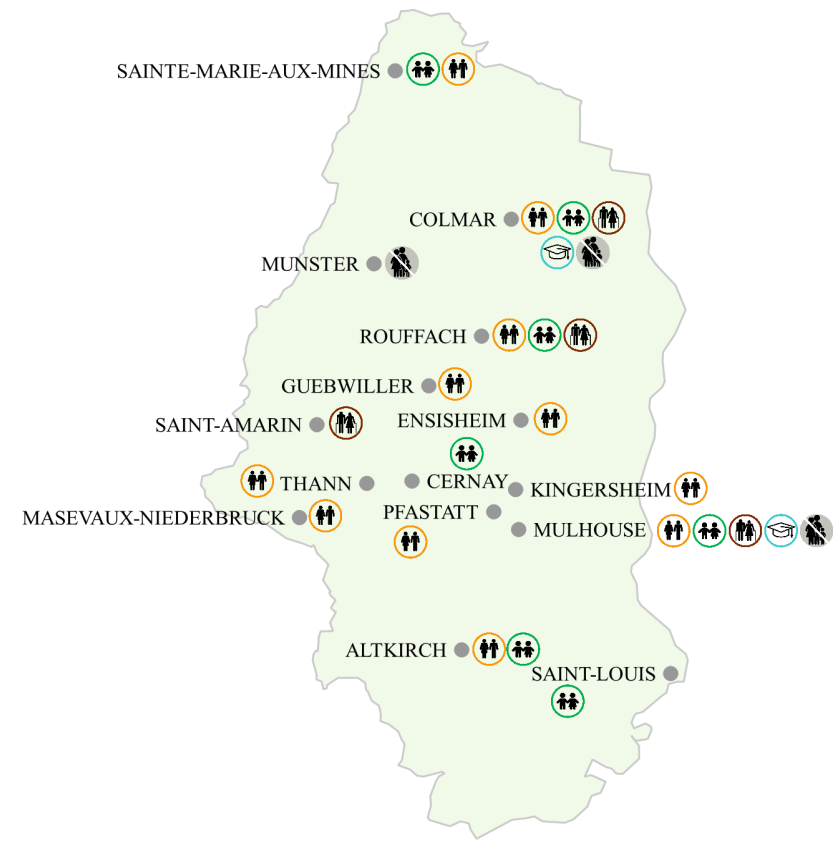 SAINTE-MARIE-AUX-MINES
COLMAR
MUNSTER
ROUFFACH
GUEBWILLER
SAINT-AMARIN
ENSISHEIM
THANN
CERNAY
KINGERSHEIM
MASEVAUX-NIEDERBRUCK
PFASTATT
MULHOUSE
ALTKIRCH
SAINT-LOUIS